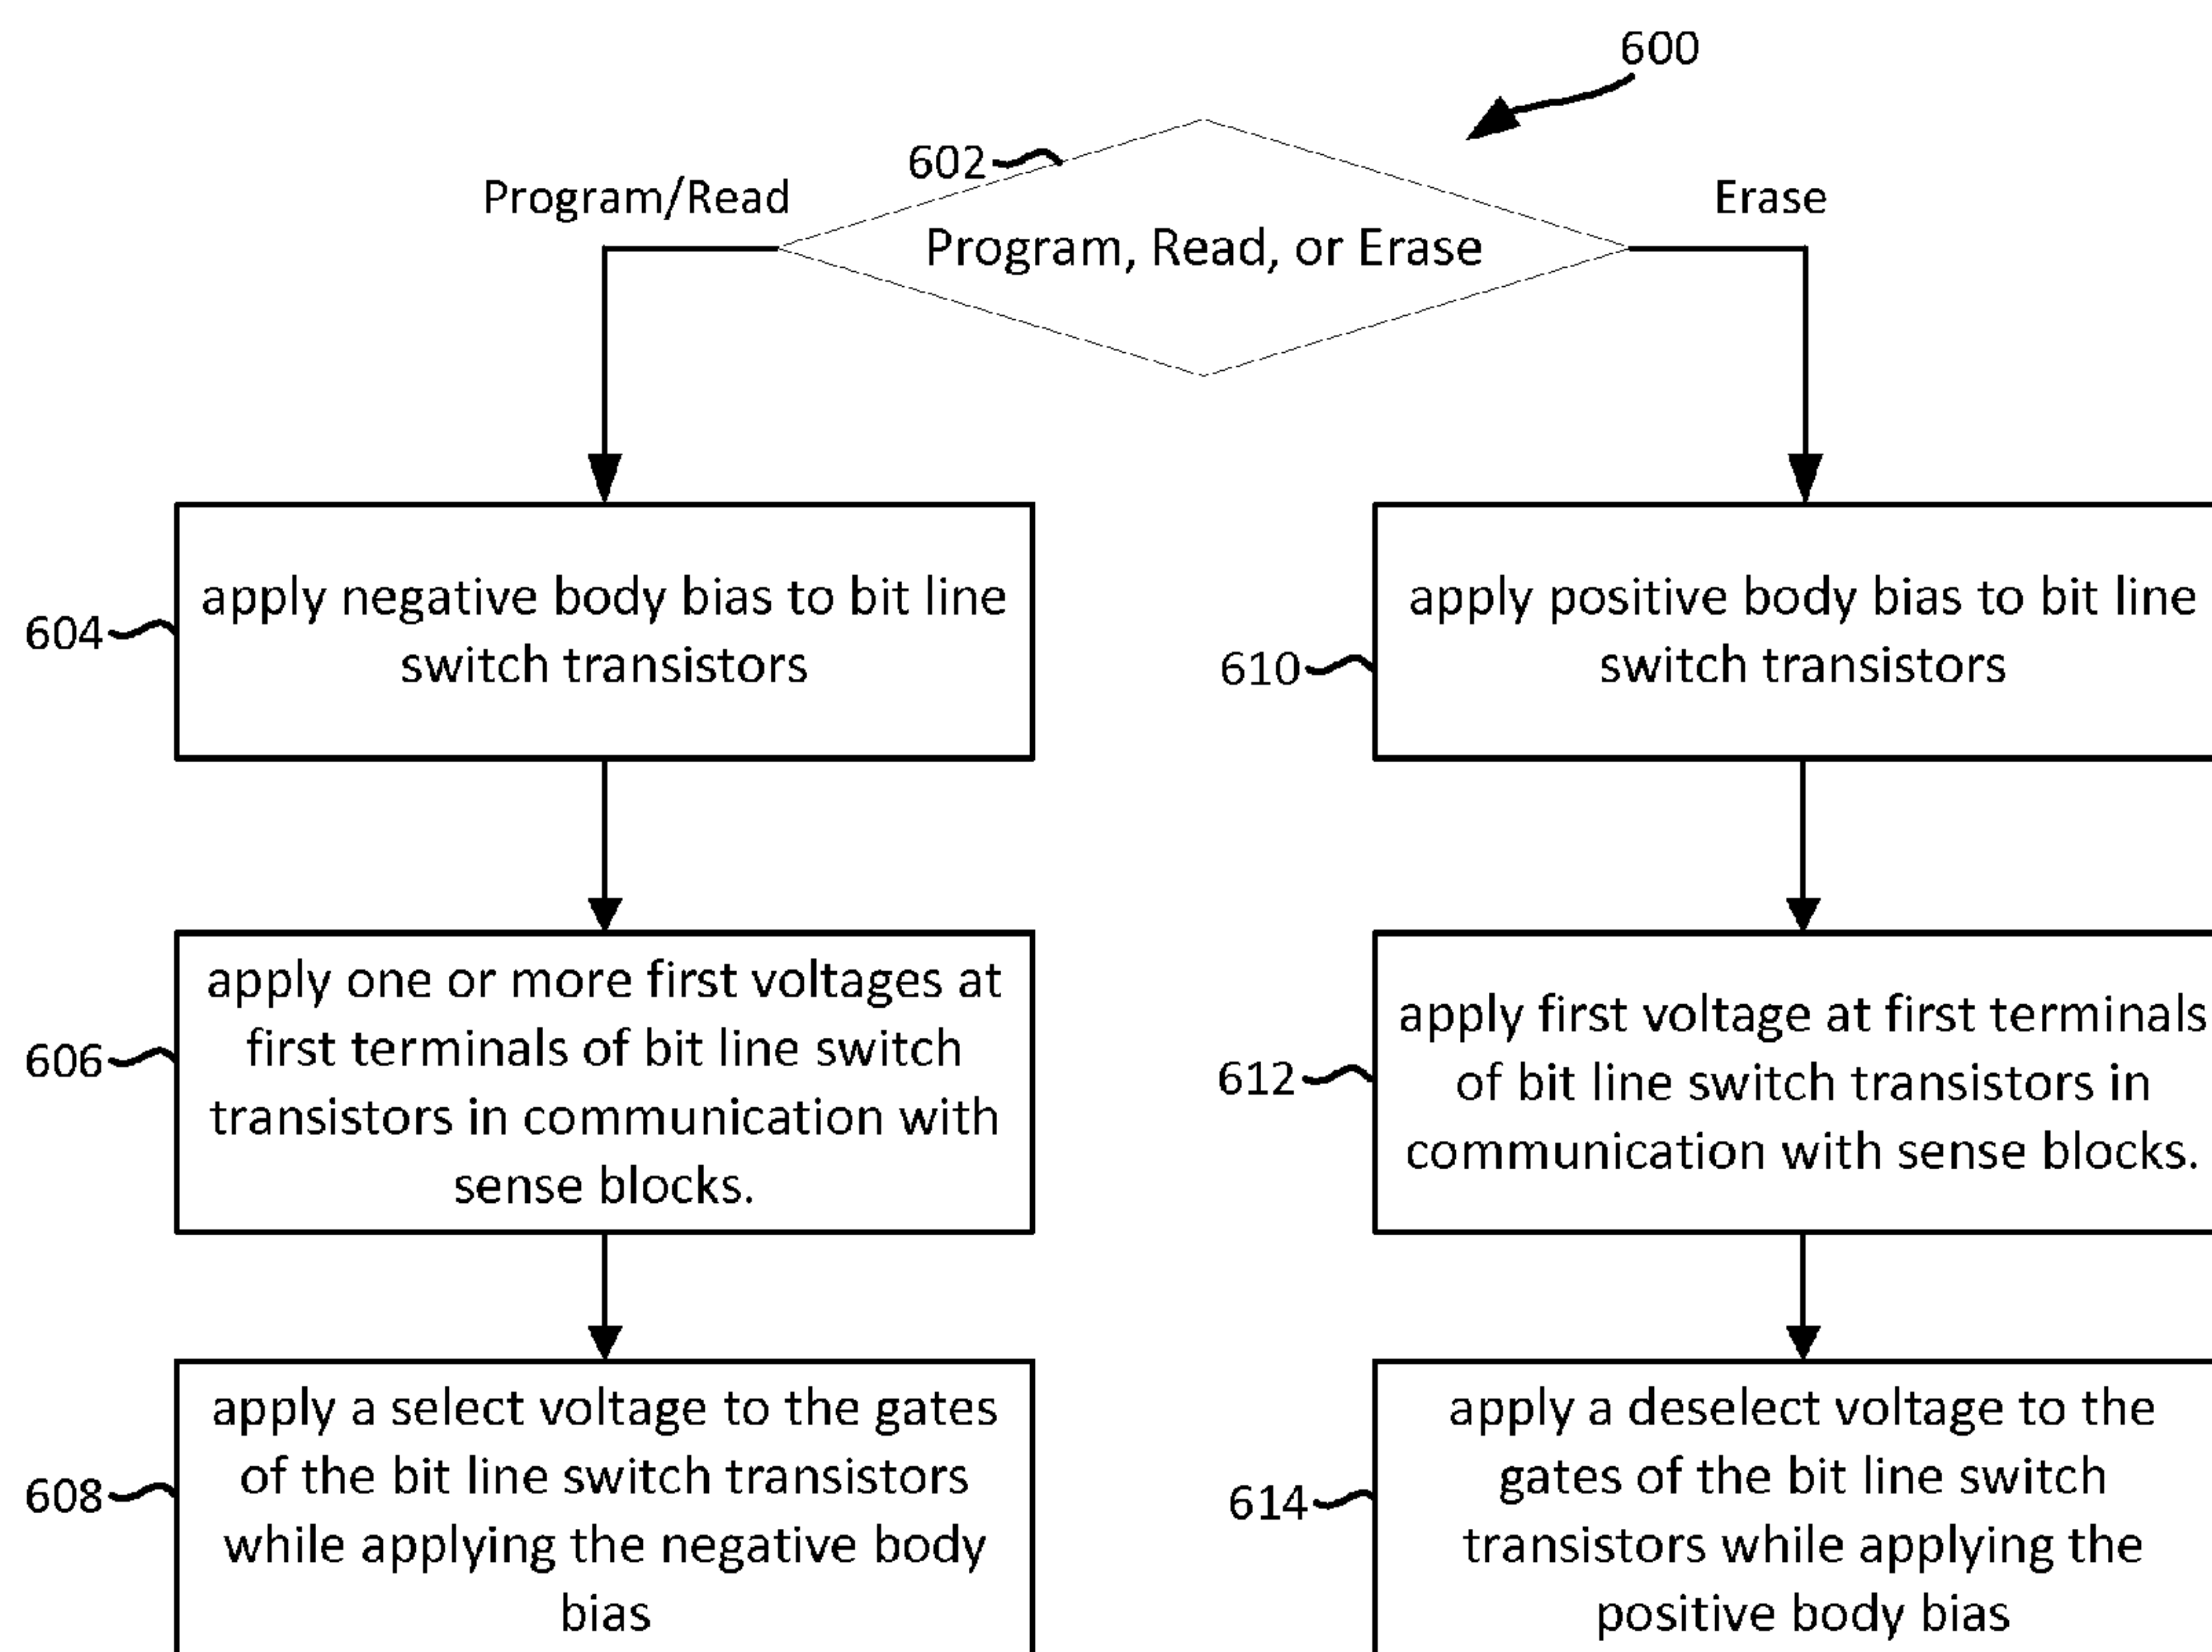 600
602
Program/Read
Erase
Program, Read, or Erase
604
apply negative body bias to bit line
switch transistors
610
apply positive body bias to bit line
switch transistors
606
apply one or more first voltages at
first terminals of bit line switch
transistors in communication with
sense blocks.
612
apply first voltage at first terminals
of bit line switch transistors in
communication with sense blocks.
608
apply a select voltage to the gates
of the bit line switch transistors
while applying the negative body
bias
614
apply a deselect voltage to the
gates of the bit line switch
transistors while applying the
positive body bias